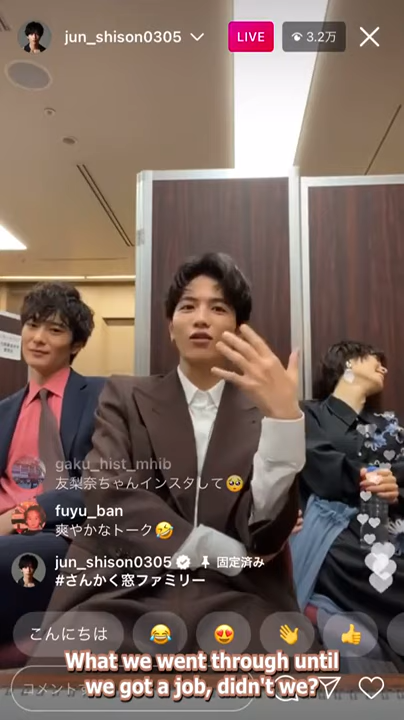 jun_shison0305
LIVE
3.2万
gaku_hist_mhib
友梨奈ちゃんインスタして🥺
fuyu_ban
爽やかなトーク🤣
jun_shison0305 固定済み
#さんかく窓ファミリー
こんにちは
What we went through until
we got a job, didn't we?
コメント